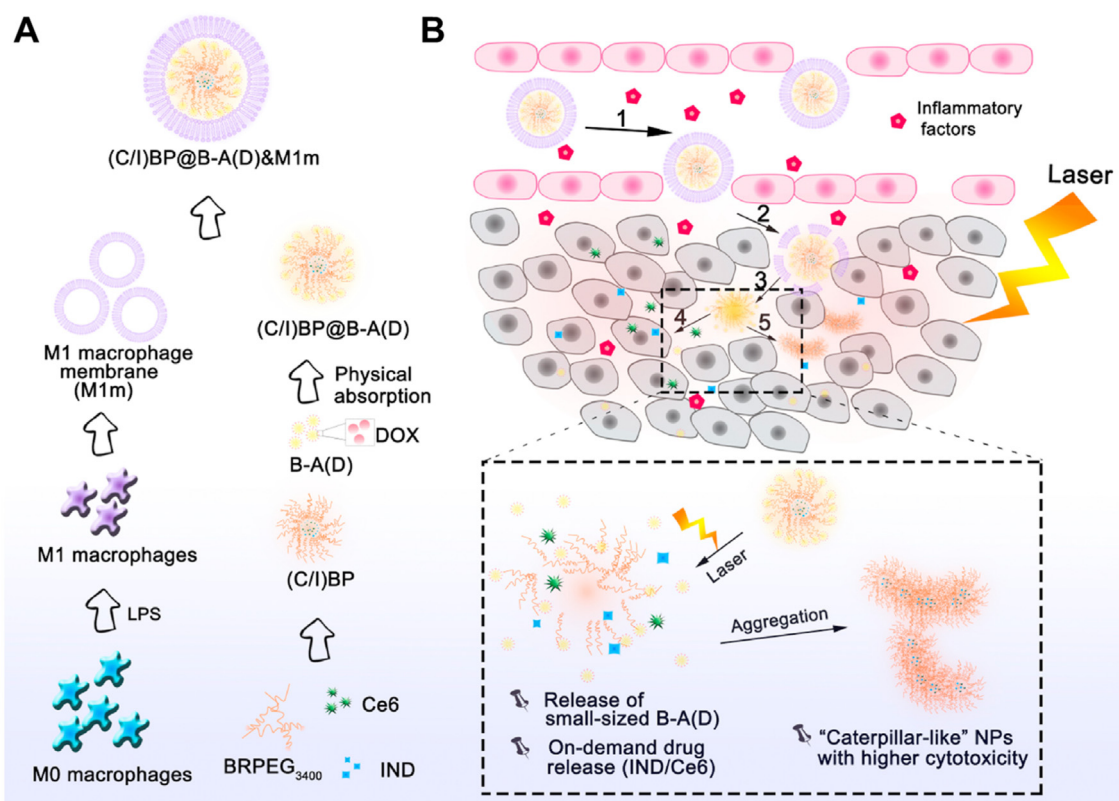 A
(C/I)BP@B-A(D)&M1m
M1 macrophage
membrane
(M1m)
(C/I)BP@B-A(D)
Physical
absorption
DOX
B-A(D)
M1 macrophages
(C/I)BP
LPS
Ce6
M0 macrophages
BRPEG3400
IND
B
1
Inflammatory
factors
Laser
2
3
4
5
Laser
Aggregation
Release of
small-sized B-A(D)
On-demand drug
release (IND/Ce6)
"Caterpillar-like" NPs
with higher cytotoxicity